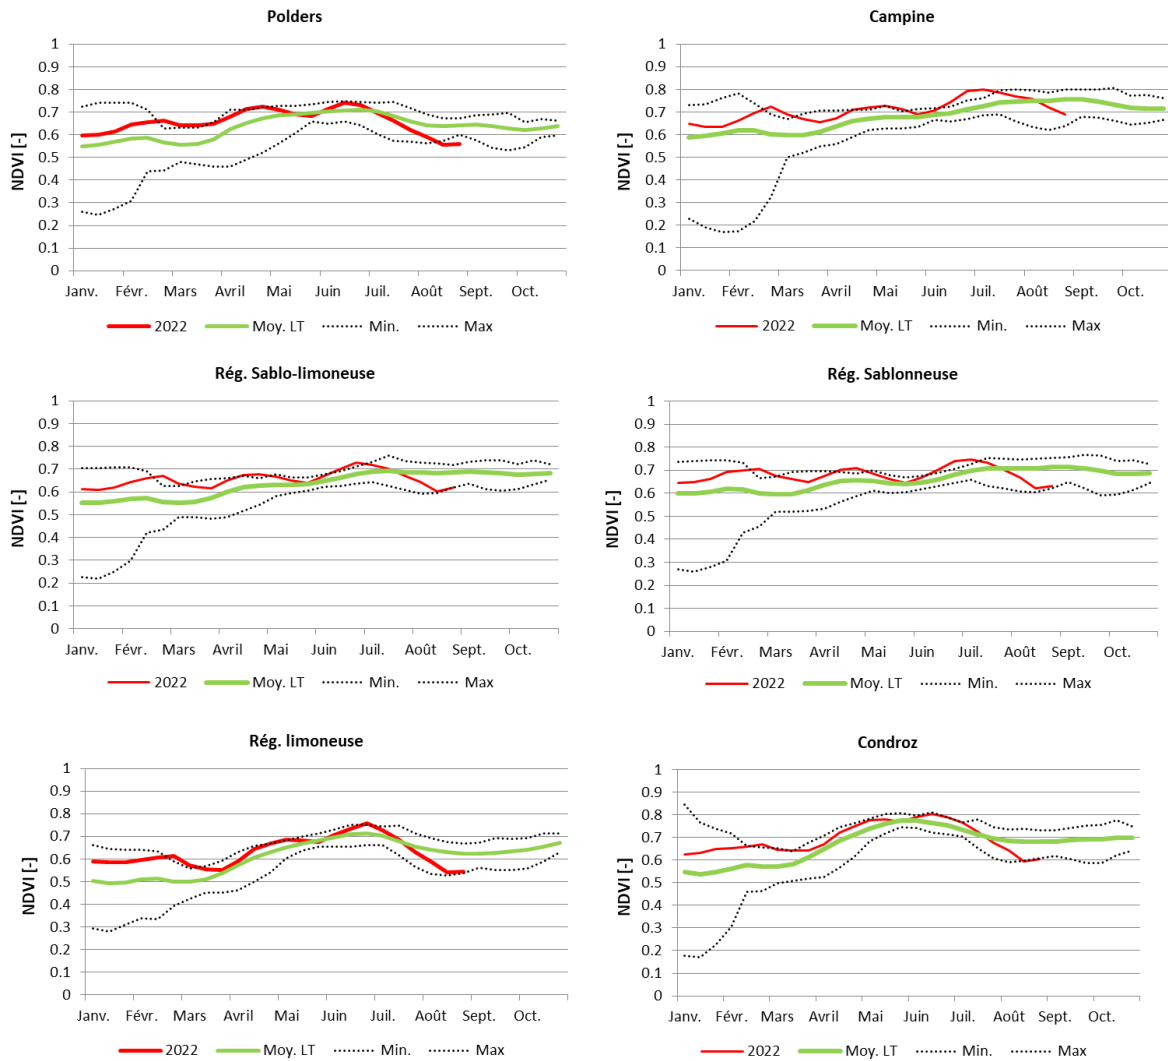 Polders
NDVI [-]
1
0.9
0.8
0.7
0.6
0.5
0.4
0.3
0.2
0.1
0
Janv. Févr. Mars Avril Mai Juin Juil. Août Sept. Oct.
2022 Moy. LT Min. Max
Campine
NDVI [-]
1
0.9
0.8
0.7
0.6
0.5
0.4
0.3
0.2
0.1
0
Janv. Févr. Mars Avril Mai Juin Juil. Août Sept. Oct.
2022 Moy. LT Min. Max
Rég. Sablo-limoneuse
NDVI [-]
1
0.9
0.8
0.7
0.6
0.5
0.4
0.3
0.2
0.1
0
Janv. Févr. Mars Avril Mai Juin Juil. Août Sept. Oct.
2022 Moy. LT Min. Max
Rég. Sablonneuse
NDVI [-]
1
0.9
0.8
0.7
0.6
0.5
0.4
0.3
0.2
0.1
0
Janv. Févr. Mars Avril Mai Juin Juil. Août Sept. Oct.
2022 Moy. LT Min. Max
Rég. limoneuse
NDVI [-]
1
0.9
0.8
0.7
0.6
0.5
0.4
0.3
0.2
0.1
0
Janv. Févr. Mars Avril Mai Juin Juil. Août Sept. Oct.
2022 Moy. LT Min. Max
Condroz
NDVI [-]
1
0.9
0.8
0.7
0.6
0.5
0.4
0.3
0.2
0.1
0
Janv. Févr. Mars Avril Mai Juin Juil. Août Sept. Oct.
2022 Moy. LT Min. Max